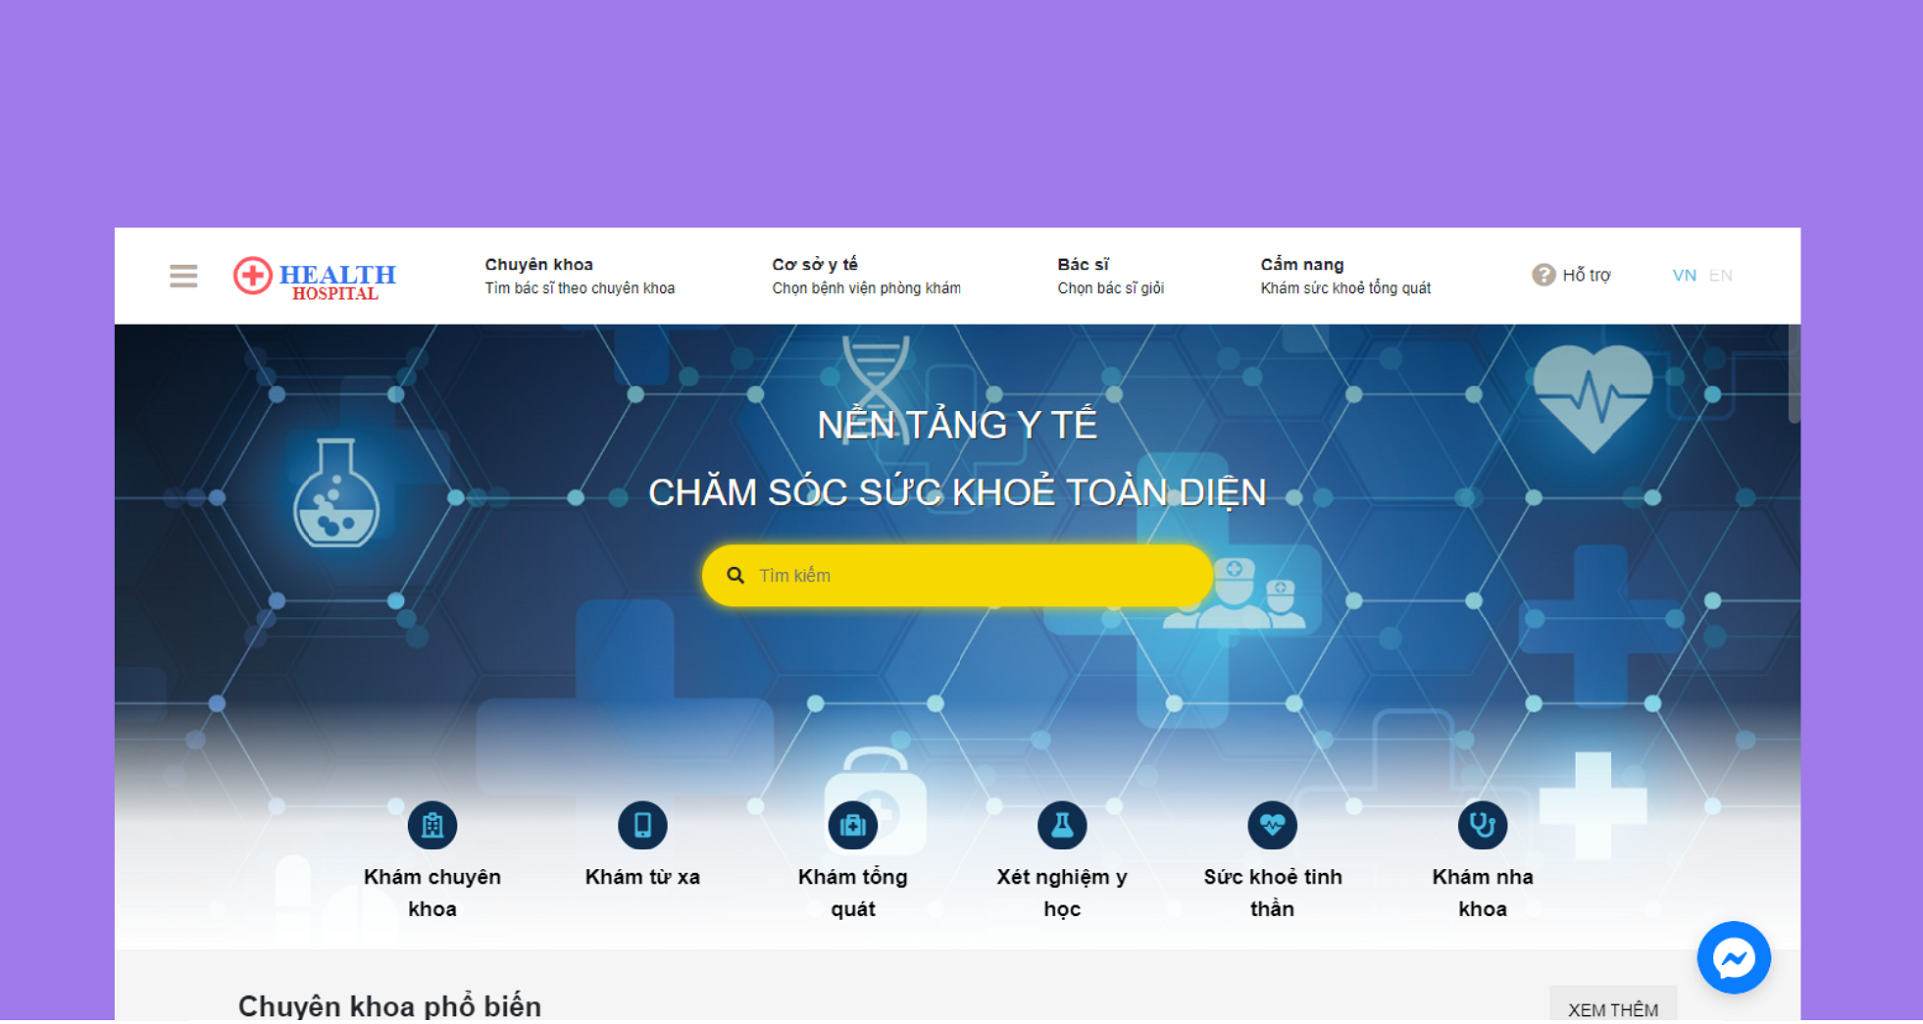 HEALTH
HOSPITAL
Chuyên khoa
Tìm bác sĩ theo chuyên khoa
Cơ sở y tế
Chọn bệnh viện phòng khám
Bác sĩ
Chọn bác sĩ giỏi
Cẩm nang
Khám sức khoẻ tổng quát
Hỗ trợ
VN EN
NỀN TẢNG Y TẾ
CHĂM SÓC SỨC KHOẺ TOÀN DIỆN
Tìm kiếm
Khám chuyên
khoa
Khám từ xa
Khám tổng
quát
Xét nghiệm y
học
Sức khoẻ tinh
thần
Khám nha
khoa
Chuyên khoa phổ biến
XEM THÊM